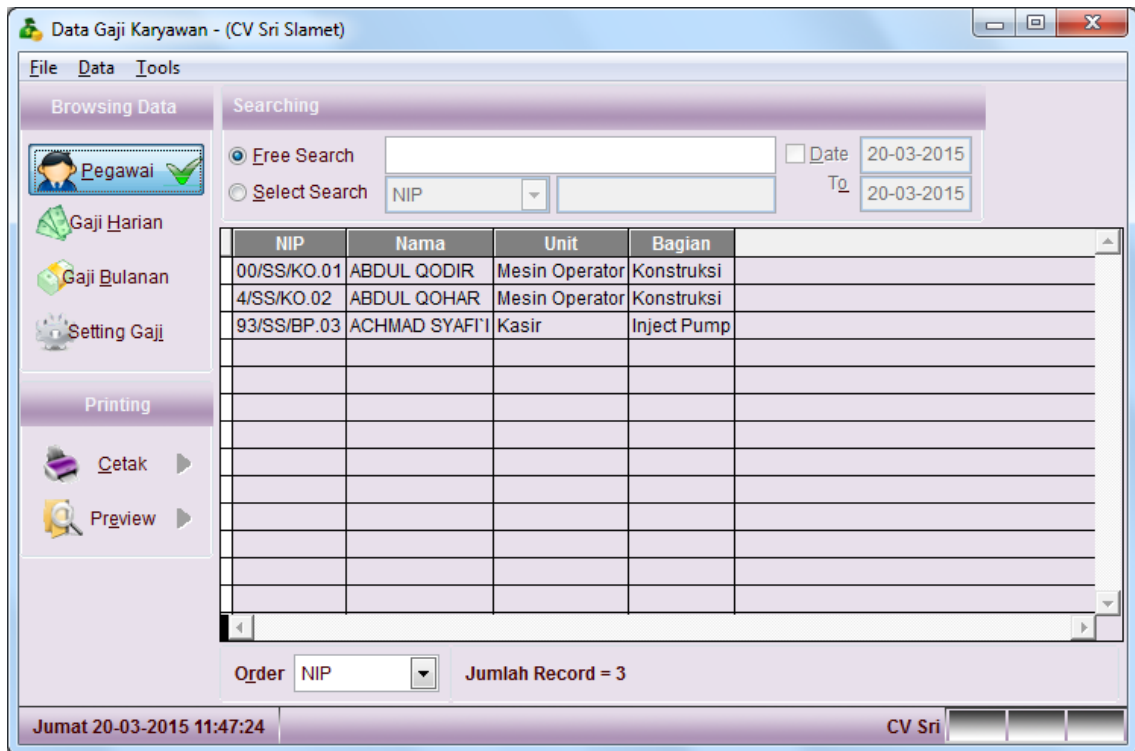 Data Gaji Karyawan - (CV Sri Slamet)
File Data Tools
Browsing Data
Pegawai
Gaji Harian
Gaji Bulanan
Setting Gaji
Printing
Cetak
Preview
Searching
Free Search
Date 20-03-2015
Select Search NIP
To 20-03-2015
NIP Nama Unit Bagian
00/SS/KO.01 ABDUL QODIR Mesin Operator Konstruksi
4/SS/KO.02 ABDUL QOHAR Mesin Operator Konstruksi
93/SS/BP.03 ACHMAD SYAFI`I Kasir Inject Pump
Order NIP Jumlah Record = 3
Jumat 20-03-2015 11:47:24 CV Sri